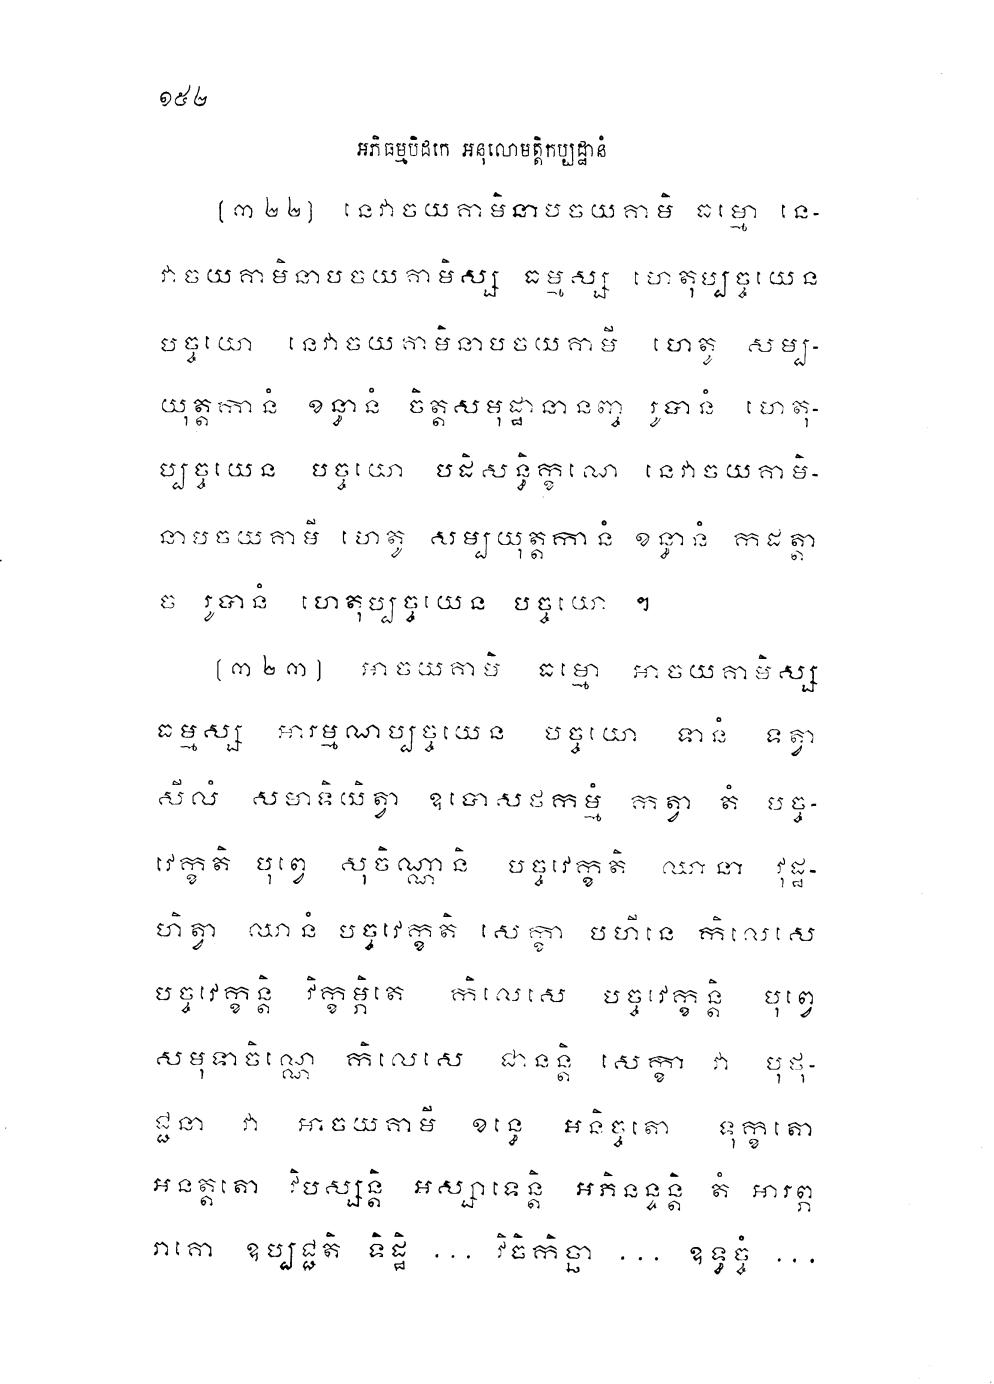 ១៥២
អភិធម្មបិដកេ អនុលោមត្តិកប្បដ្ឋានំ
[៣២២] នេវាចយគាមិនាបចយគាមិ ធម្មោ នេ-
វាចយគាមិនាបចយគាមិស្ស ធម្មស្ស ហេតុប្បច្ចយេន
បច្ចយោ នេវាចយគាមិនាបចយគាមី ហេតូ សម្ប-
យុត្តកានំ ខន្ធានំ ចិត្តសមុដ្ឋានានញ្ច រូបានំ ហេតុ-
ប្បច្ចយេន បច្ចយោ បដិសន្ធិក្ខណេ នេវាចយគាមិ-
នាបចយគាមី ហេតូ សម្បយុត្តកានំ ខន្ធានំ កដត្តា
ច រូបានំ ហេតុប្បច្ចយេន បច្ចយោ ។
[៣២៣] អាចយគាមិ ធម្មោ អាចយគាមិស្ស
ធម្មស្ស អារម្មណប្បច្ចយេន បច្ចយោ ទានំ ទត្វា
សីលំ សមាទិយិត្វា ឧបោសថកម្មំ កត្វា តំ បច្ច-
វេក្ខតិ បុព្វេ សុចិណ្ណានិ បច្ចវេក្ខតិ ឈានា វុដ្ឋ-
ហិត្វា ឈានំ បច្ចវេក្ខតិ សេក្ខា បហីនេ កិលេសេ
បច្ចវេក្ខន្តិ វិក្ខម្ភិតេ កិលេសេ បច្ចវេក្ខន្តិ បុព្វេ
សមុទាចិណ្ណេ កិលេសេ ជានន្តិ សេក្ខា វា បុថុ-
ជ្ជនា វា អាចយគាមី ខន្ធេ អនិច្ចតោ ទុក្ខតោ
អនត្តតោ វិបស្សន្តិ អស្សាទេន្តិ អភិនន្ទន្តិ តំ អារព្ភ
រាគោ ឧប្បជ្ជតិ ទិដ្ឋិ ... វិចិកិច្ឆា ... ឧទ្ធច្ចំ ...